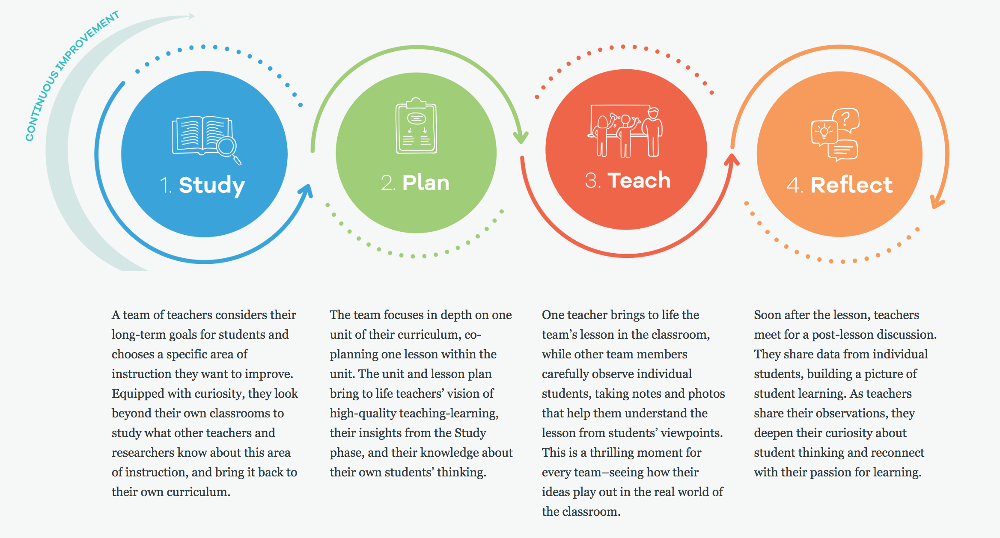 CONTINUOUS IMPROVEMENT
1. Study
2. Plan
3. Teach
4. Reflect
A team of teachers considers their
long-term goals for students and
chooses a specific area of
instruction they want to improve.
Equipped with curiosity, they look
beyond their own classrooms to
study what other teachers and
researchers know about this area
of instruction, and bring it back to
their own curriculum.
The team focuses in depth on one
unit of their curriculum, co-
planning one lesson within the
unit. The unit and lesson plan
bring to life teachers’ vision of
high-quality teaching-learning,
their insights from the Study
phase, and their knowledge about
their own students’ thinking.
One teacher brings to life the
team’s lesson in the classroom,
while other team members
carefully observe individual
students, taking notes and photos
that help them understand the
lesson from students’ viewpoints.
This is a thrilling moment for
every team–seeing how their
ideas play out in the real world of
the classroom.
Soon after the lesson, teachers
meet for a post-lesson discussion.
They share data from individual
students, building a picture of
student learning. As teachers
share their observations, they
deepen their curiosity about
student thinking and reconnect
with their passion for learning.